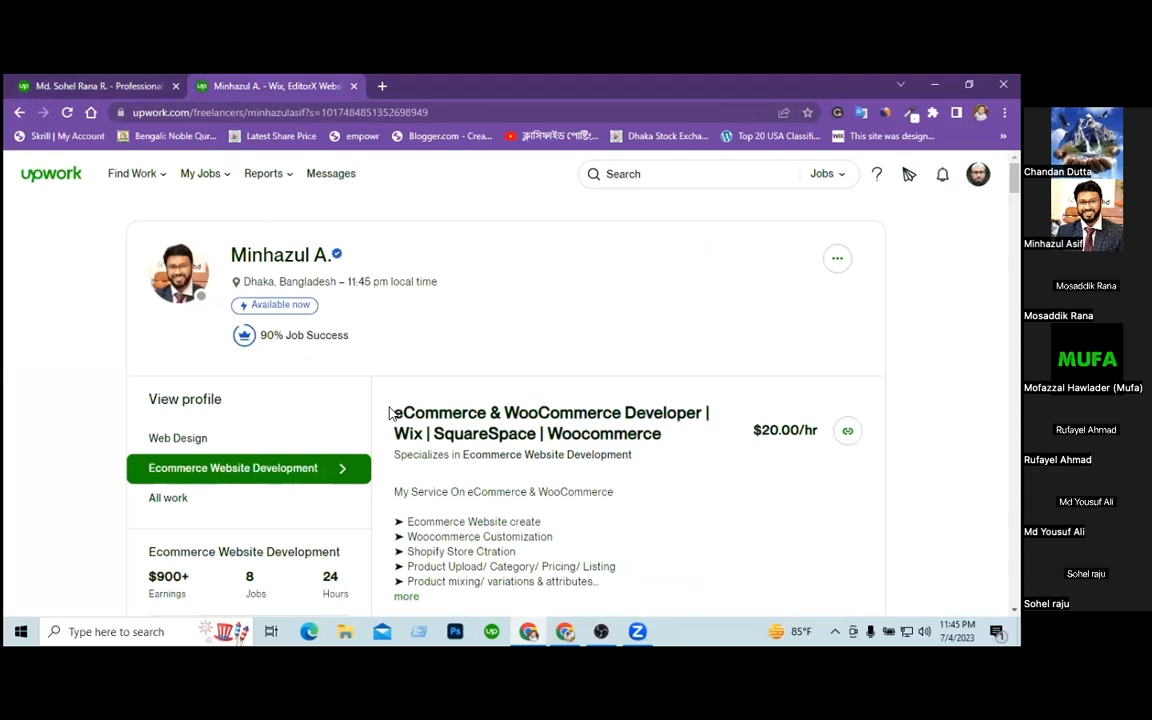 Md. Sohel Rana R. - Professional
Minhazul A. - Wix, EditorX Webs
upwork.com/freelancers/minhazulasif?s=1017484851352698949
Skrill | My Account
Bengali: Noble Qur...
Latest Share Price
empowr
Blogger.com - Crea...
ক্লাসিফাইড পোস্টিং...
Dhaka Stock Excha...
Top 20 USA Classifi...
WIX
This site was design...
upwork
Find Work
My Jobs
Reports
Messages
Search
Jobs
Minhazul A.
Dhaka, Bangladesh – 11:45 pm local time
Available now
90% Job Success
View profile
Web Design
Ecommerce Website Development
All work
Ecommerce Website Development
$900+
8
24
Earnings
Jobs
Hours
eCommerce & WooCommerce Developer |
Wix | SquareSpace | Woocommerce
$20.00/hr
Specializes in Ecommerce Website Development
My Service On eCommerce & WooCommerce
➤ Ecommerce Website create
➤ Woocommerce Customization
➤ Shopify Store Ctration
➤ Product Upload/ Category/ Pricing/ Listing
➤ Product mixing/ variations & attributes...
more
Type here to search
Ps
up
85°F
11:45 PM
7/4/2023
Chandan Dutta
Minhazul Asif
Mosaddik Rana
Mosaddik Rana
MUFA
Mofazzal Hawlader (Mufa)
Rufayel Ahmad
Rufayel Ahmad
Md Yousuf Ali
Md Yousuf Ali
Sohel raju
Sohel raju